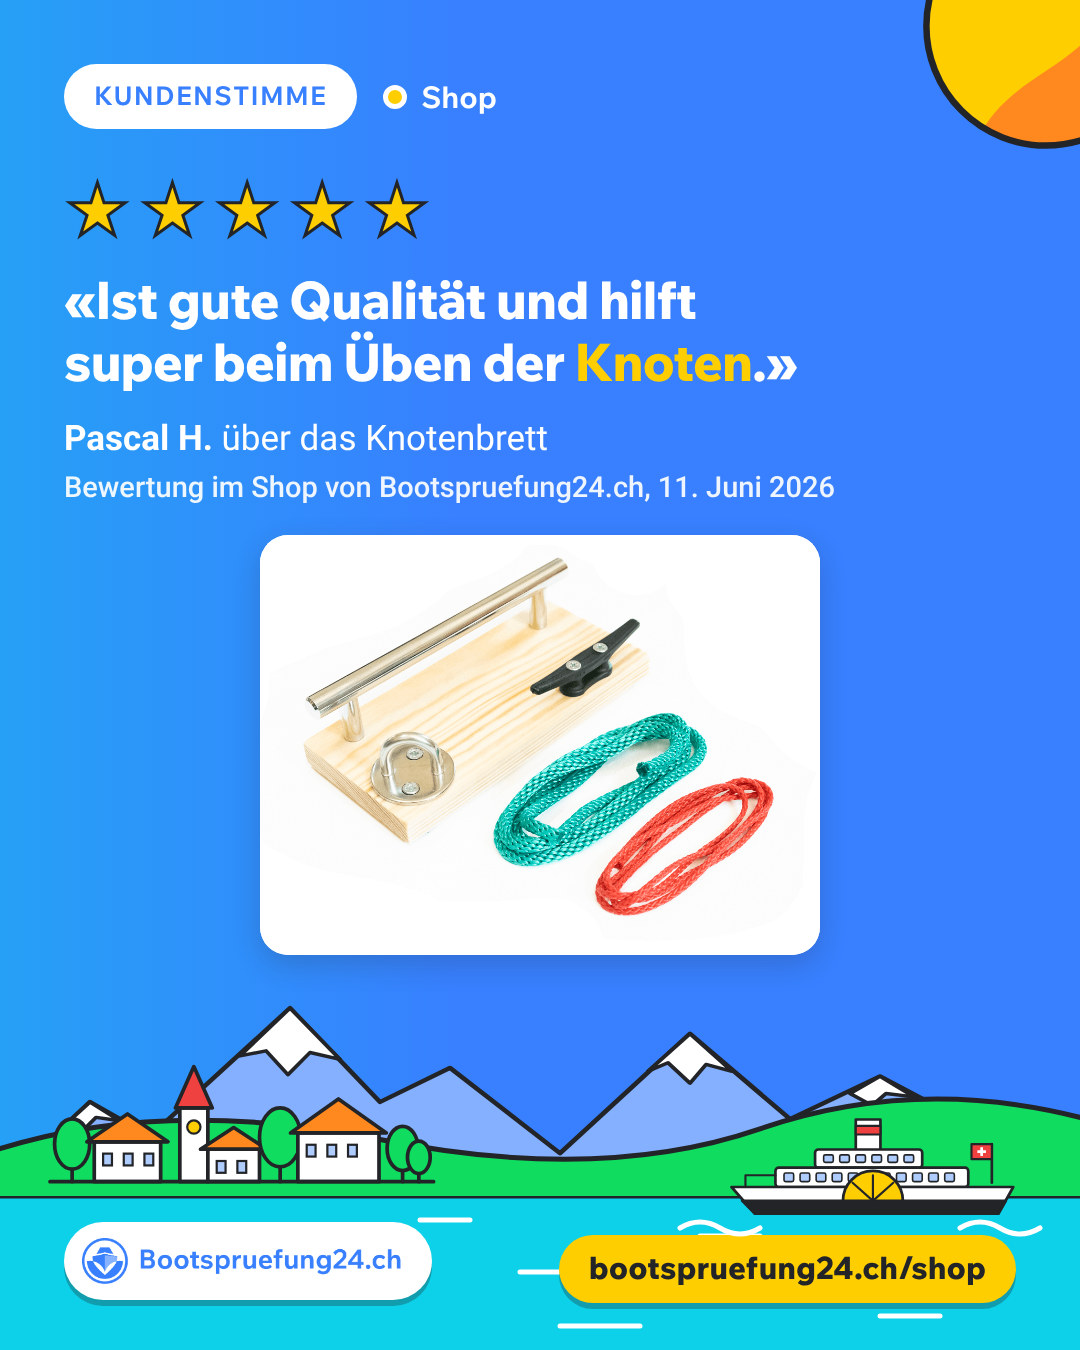 KUNDENSTIMME
Shop
«Ist gute Qualität und hilft
super beim Üben der Knoten.»
Pascal H. über das Knotenbrett
Bewertung im Shop von Bootspruefung24.ch, 11. Juni 2026
Bootspruefung24.ch
bootspruefung24.ch/shop